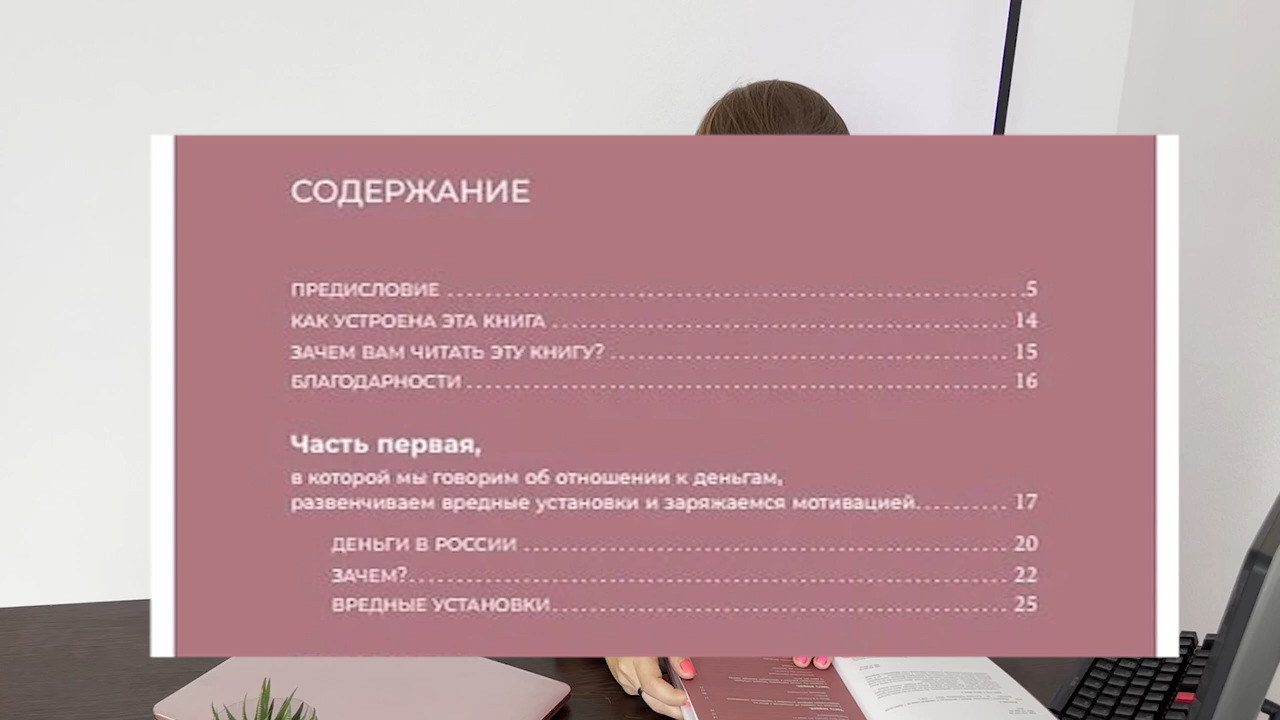 СОДЕРЖАНИЕ
ПРЕДИСЛОВИЕ 5
КАК УСТРОЕНА ЭТА КНИГА 14
ЗАЧЕМ ВАМ ЧИТАТЬ ЭТУ КНИГУ? 15
БЛАГОДАРНОСТИ 16
Часть первая,
в которой мы говорим об отношении к деньгам,
развенчиваем вредные установки и заряжаемся мотивацией. 17
ДЕНЬГИ В РОССИИ 20
ЗАЧЕМ? 22
ВРЕДНЫЕ УСТАНОВКИ 25